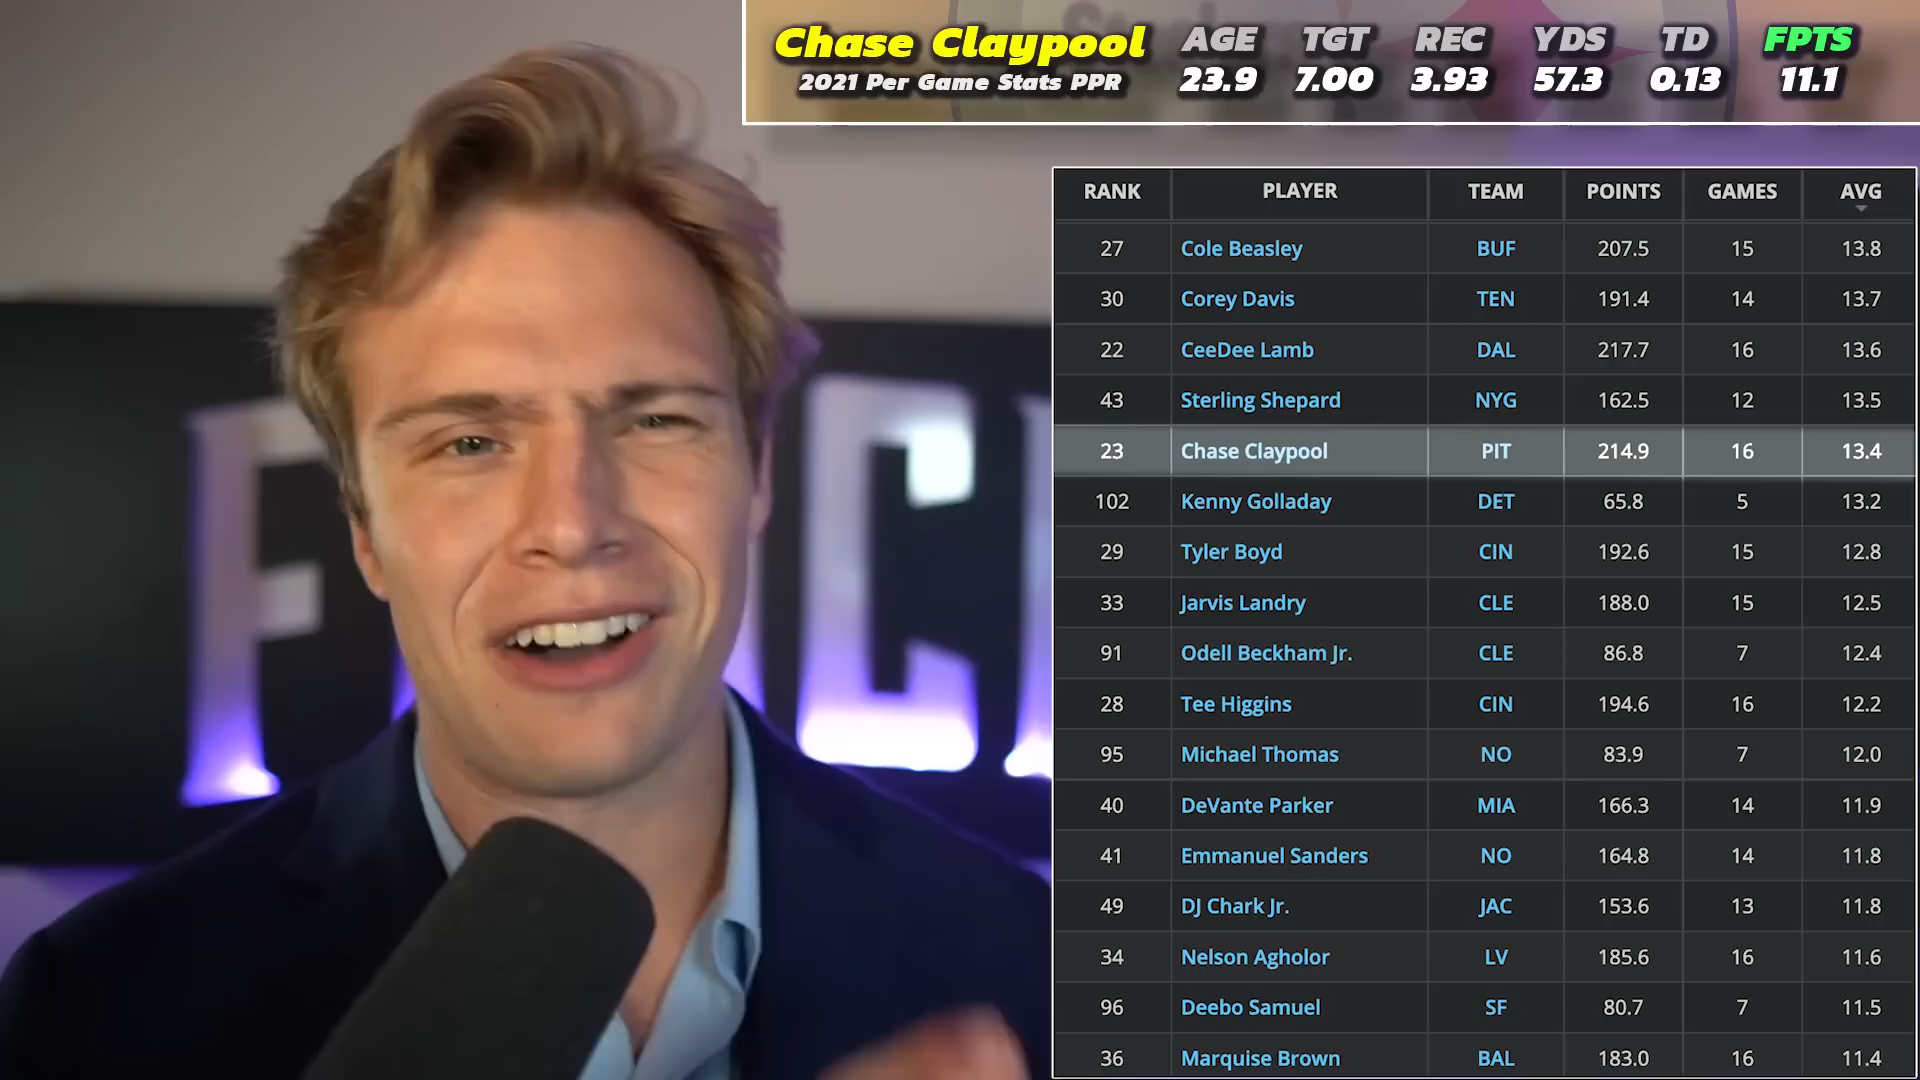 Chase Claypool
2021 Per Game Stats PPR
AGE TGT REC YDS TD FPTS
23.9 7.00 3.93 57.3 0.13 11.1
RANK PLAYER TEAM POINTS GAMES AVG
27 Cole Beasley BUF 207.5 15 13.8
30 Corey Davis TEN 191.4 14 13.7
22 CeeDee Lamb DAL 217.7 16 13.6
43 Sterling Shepard NYG 162.5 12 13.5
23 Chase Claypool PIT 214.9 16 13.4
102 Kenny Golladay DET 65.8 5 13.2
29 Tyler Boyd CIN 192.6 15 12.8
33 Jarvis Landry CLE 188.0 15 12.5
91 Odell Beckham Jr. CLE 86.8 7 12.4
28 Tee Higgins CIN 194.6 16 12.2
95 Michael Thomas NO 83.9 7 12.0
40 DeVante Parker MIA 166.3 14 11.9
41 Emmanuel Sanders NO 164.8 14 11.8
49 DJ Chark Jr. JAC 153.6 13 11.8
34 Nelson Agholor LV 185.6 16 11.6
96 Deebo Samuel SF 80.7 7 11.5
36 Marquise Brown BAL 183.0 16 11.4